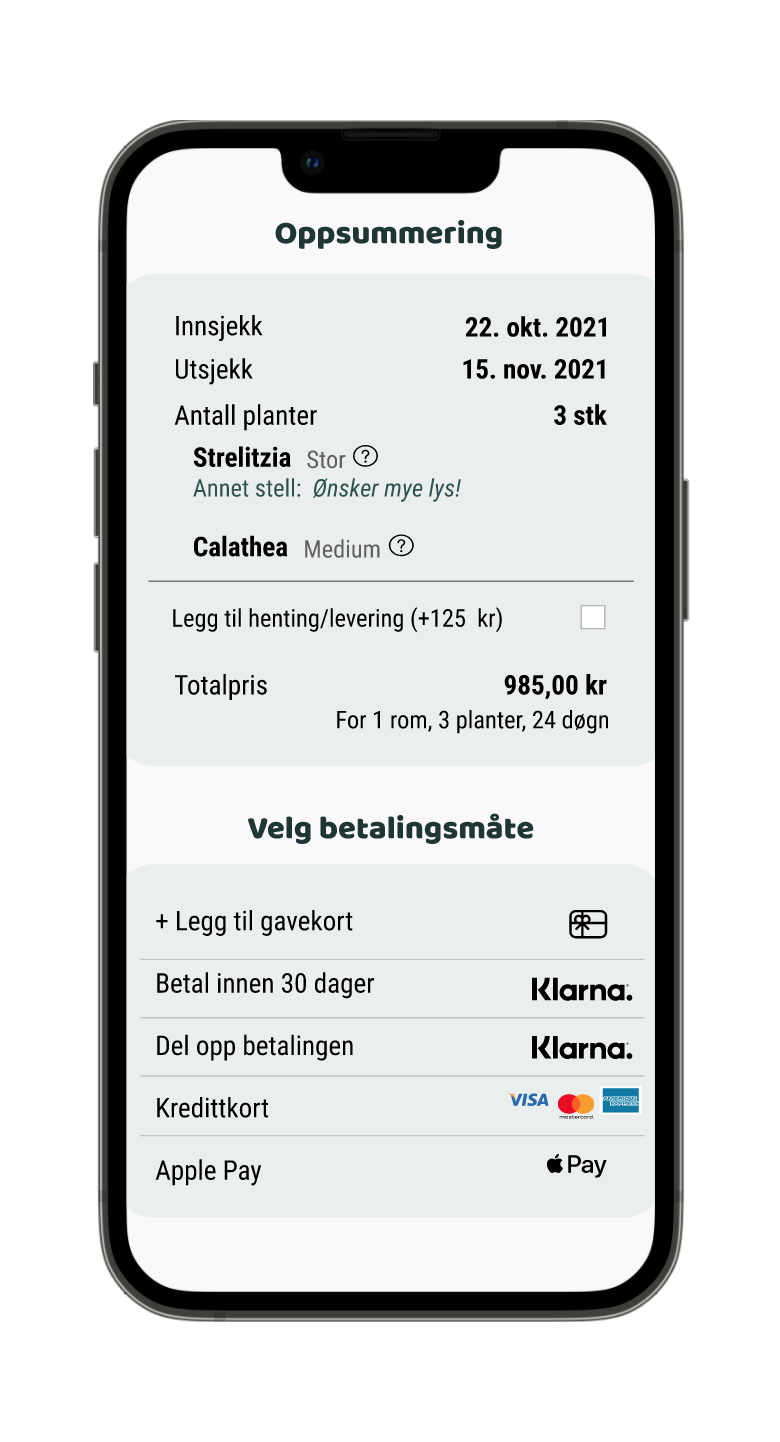 Oppsummering
Innsjekk 22. okt. 2021
Utsjekk 15. nov. 2021
Antall planter 3 stk
Strelitzia Stor ?
Annet stell: Ønsker mye lys!
Calathea Medium ?
Legg til henting/levering (+125 kr)
Totalpris 985,00 kr
For 1 rom, 3 planter, 24 døgn
Velg betalingsmåte
+ Legg til gavekort
Betal innen 30 dager Klarna.
Del opp betalingen Klarna.
Kredittkort VISA mastercard AMERICAN EXPRESS
Apple Pay Pay